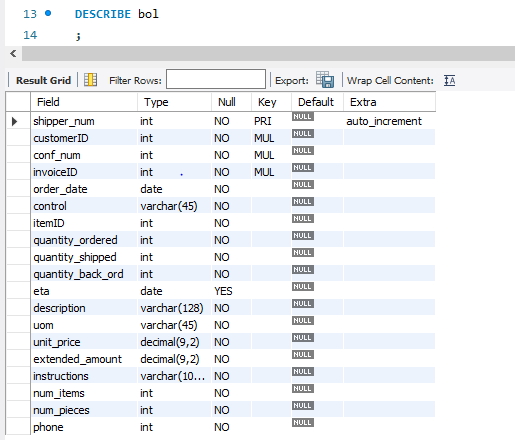 13 DESCRIBE bol
14 ;
Result Grid Filter Rows: Export: Wrap Cell Content:
Field Type Null Key Default Extra
shipper_num int NO PRI NULL auto_increment
customerID int NO MUL NULL
conf_num int NO MUL NULL
invoiceID int NO MUL NULL
order_date date NO NULL
control varchar(45) NO NULL
itemID int NO NULL
quantity_ordered int NO NULL
quantity_shipped int NO NULL
quantity_back_ord int NO NULL
eta date YES NULL
description varchar(128) NO NULL
uom varchar(45) NO NULL
unit_price decimal(9,2) NO NULL
extended_amount decimal(9,2) NO NULL
instructions varchar(10... NO NULL
num_items int NO NULL
num_pieces int NO NULL
phone int NO NULL